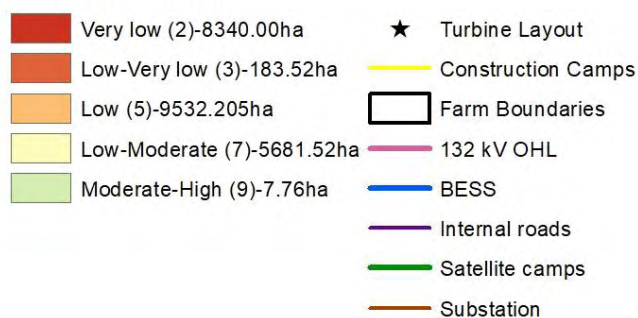 Very low (2)-8340.00ha
Low-Very low (3)-183.52ha
Low (5)-9532.205ha
Low-Moderate (7)-5681.52ha
Moderate-High (9)-7.76ha
Turbine Layout
Construction Camps
Farm Boundaries
132 kV OHL
BESS
Internal roads
Satellite camps
Substation